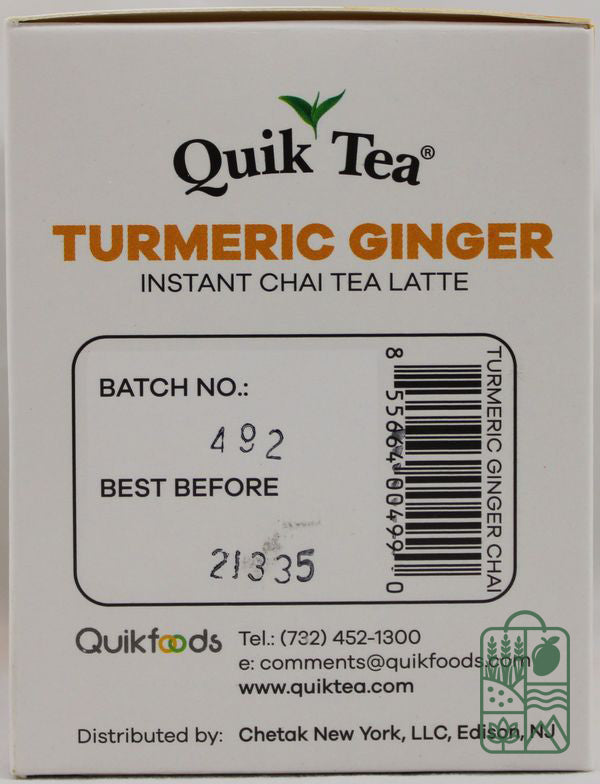 Quik Tea®
TURMERIC GINGER
INSTANT CHAI TEA LATTE
BATCH NO.:
492
BEST BEFORE
21335
8 55664 00499 0
TURMERIC GINGER CHAI
Quikfoods
Tel.: (732) 452-1300
e: comments@quikfoods.com
www.quiktea.com
Distributed by: Chetak New York, LLC, Edison, NJ